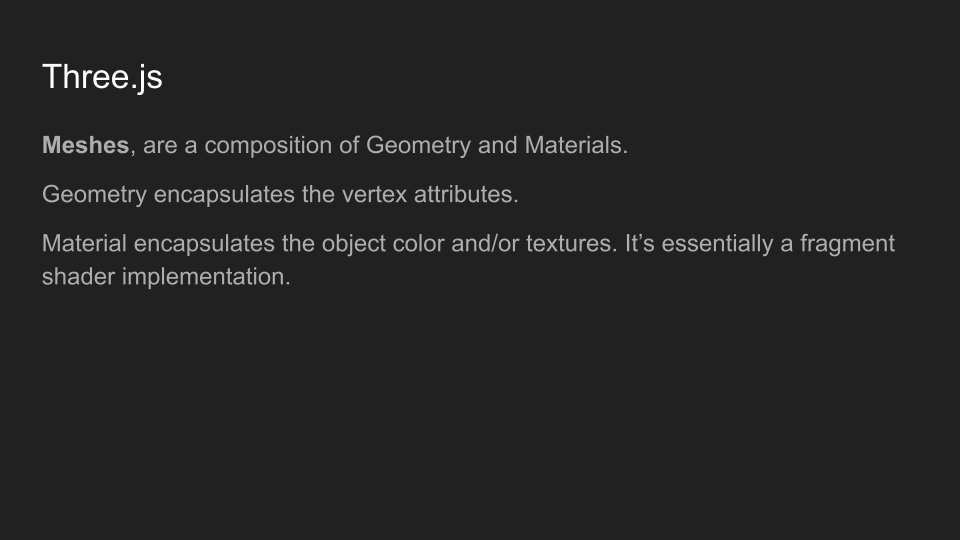 Three.js
Meshes, are a composition of Geometry and Materials.
Geometry encapsulates the vertex attributes.
Material encapsulates the object color and/or textures. It’s essentially a fragment
shader implementation.